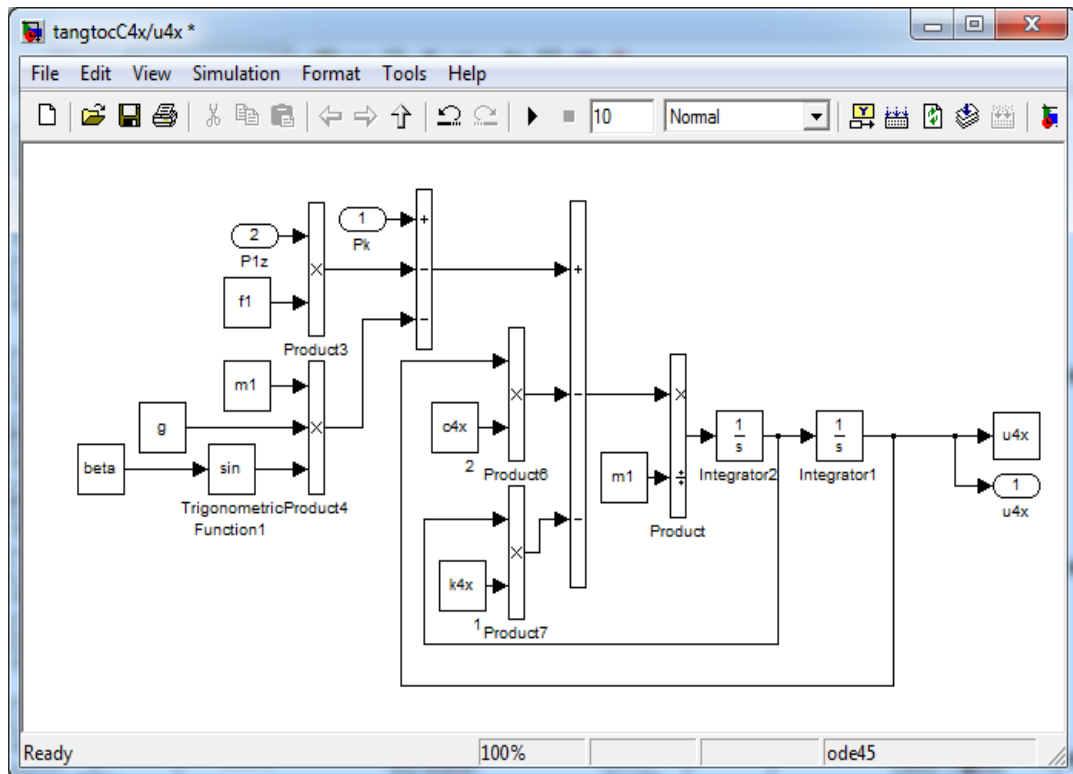 tangtocC4x/u4x *
File Edit View Simulation Format Tools Help
10 Normal
1
Pk
2
P1z
f1
Product3
m1
g
beta
sin
Trigonometric
Function1
Product4
c4x
2
Product6
k4x
1
Product7
m1
Product
1
s
Integrator2
1
s
Integrator1
u4x
1
u4x
Ready 100% ode45